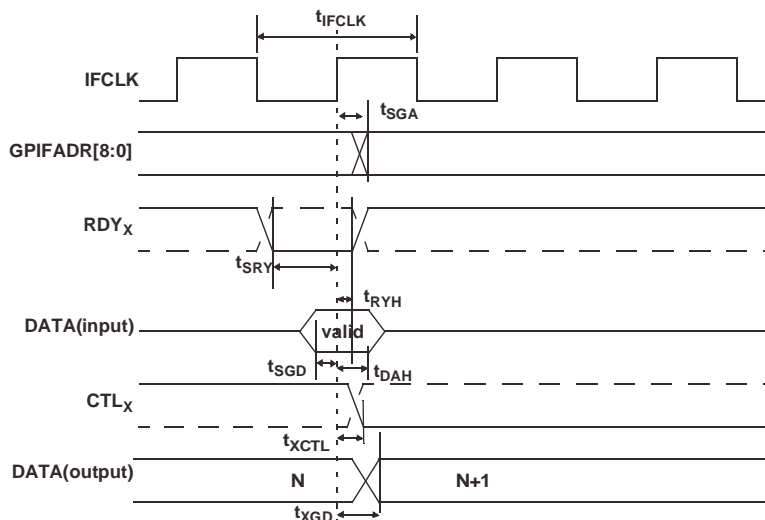 tIFCLK
IFCLK
tSGA
GPIFADR[8:0]
RDYX
tSRY
tRYH
DATA(input)
valid
tSGD
tDAH
CTLX
tXCTL
DATA(output)
N
N+1
tXGD